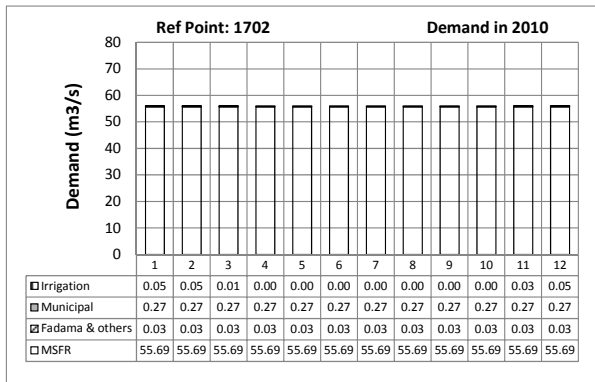 Ref Point: 1702 Demand in 2010
Demand (m3/s)
80
70
60
50
40
30
20
10
0
1 2 3 4 5 6 7 8 9 10 11 12
Irrigation 0.05 0.05 0.01 0.00 0.00 0.00 0.00 0.00 0.00 0.00 0.03 0.05
Municipal 0.27 0.27 0.27 0.27 0.27 0.27 0.27 0.27 0.27 0.27 0.27 0.27
Fadama & others 0.03 0.03 0.03 0.03 0.03 0.03 0.03 0.03 0.03 0.03 0.03 0.03
MSFR 55.69 55.69 55.69 55.69 55.69 55.69 55.69 55.69 55.69 55.69 55.69 55.69